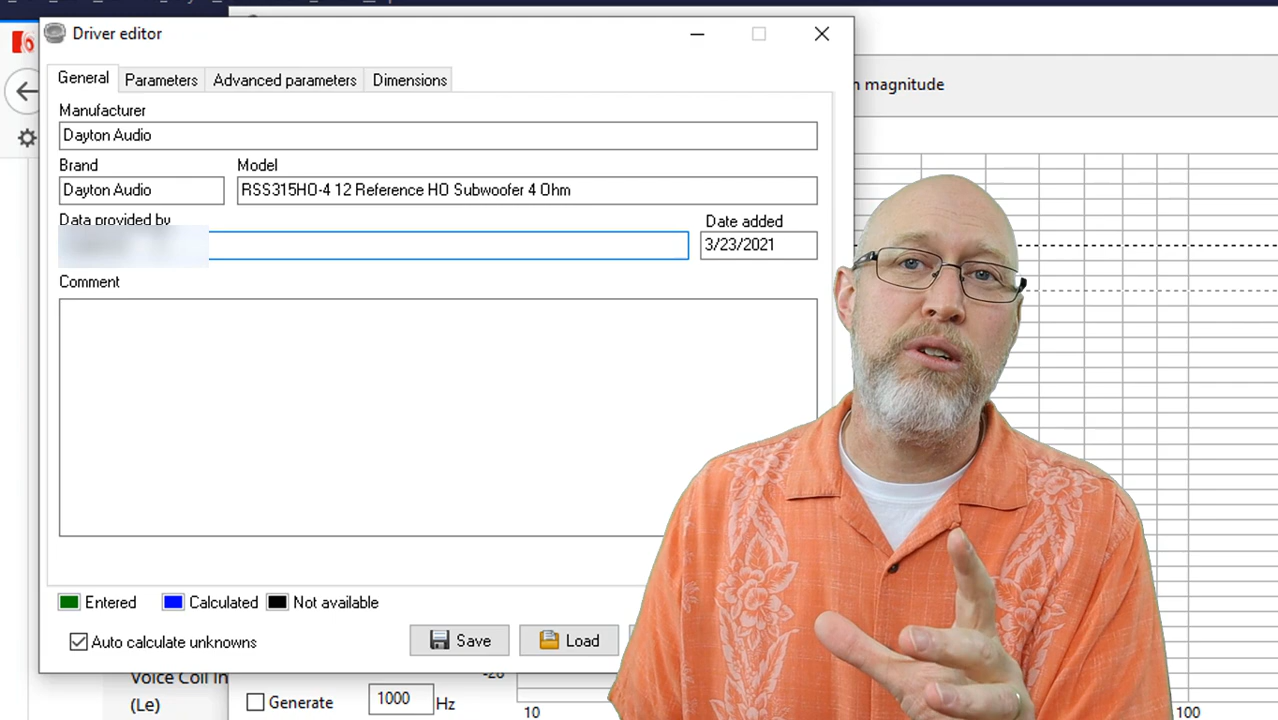 Driver editor
General Parameters Advanced parameters Dimensions
n magnitude
Manufacturer
Dayton Audio
Brand Model
Dayton Audio RSS315HO-4 12 Reference HO Subwoofer 4 Ohm
Data provided by Date added
3/23/2021
Comment
Entered Calculated Not available
Auto calculate unknowns Save Load
Voice Coil In
(Le)
Generate 1000 Hz
-20
10 100